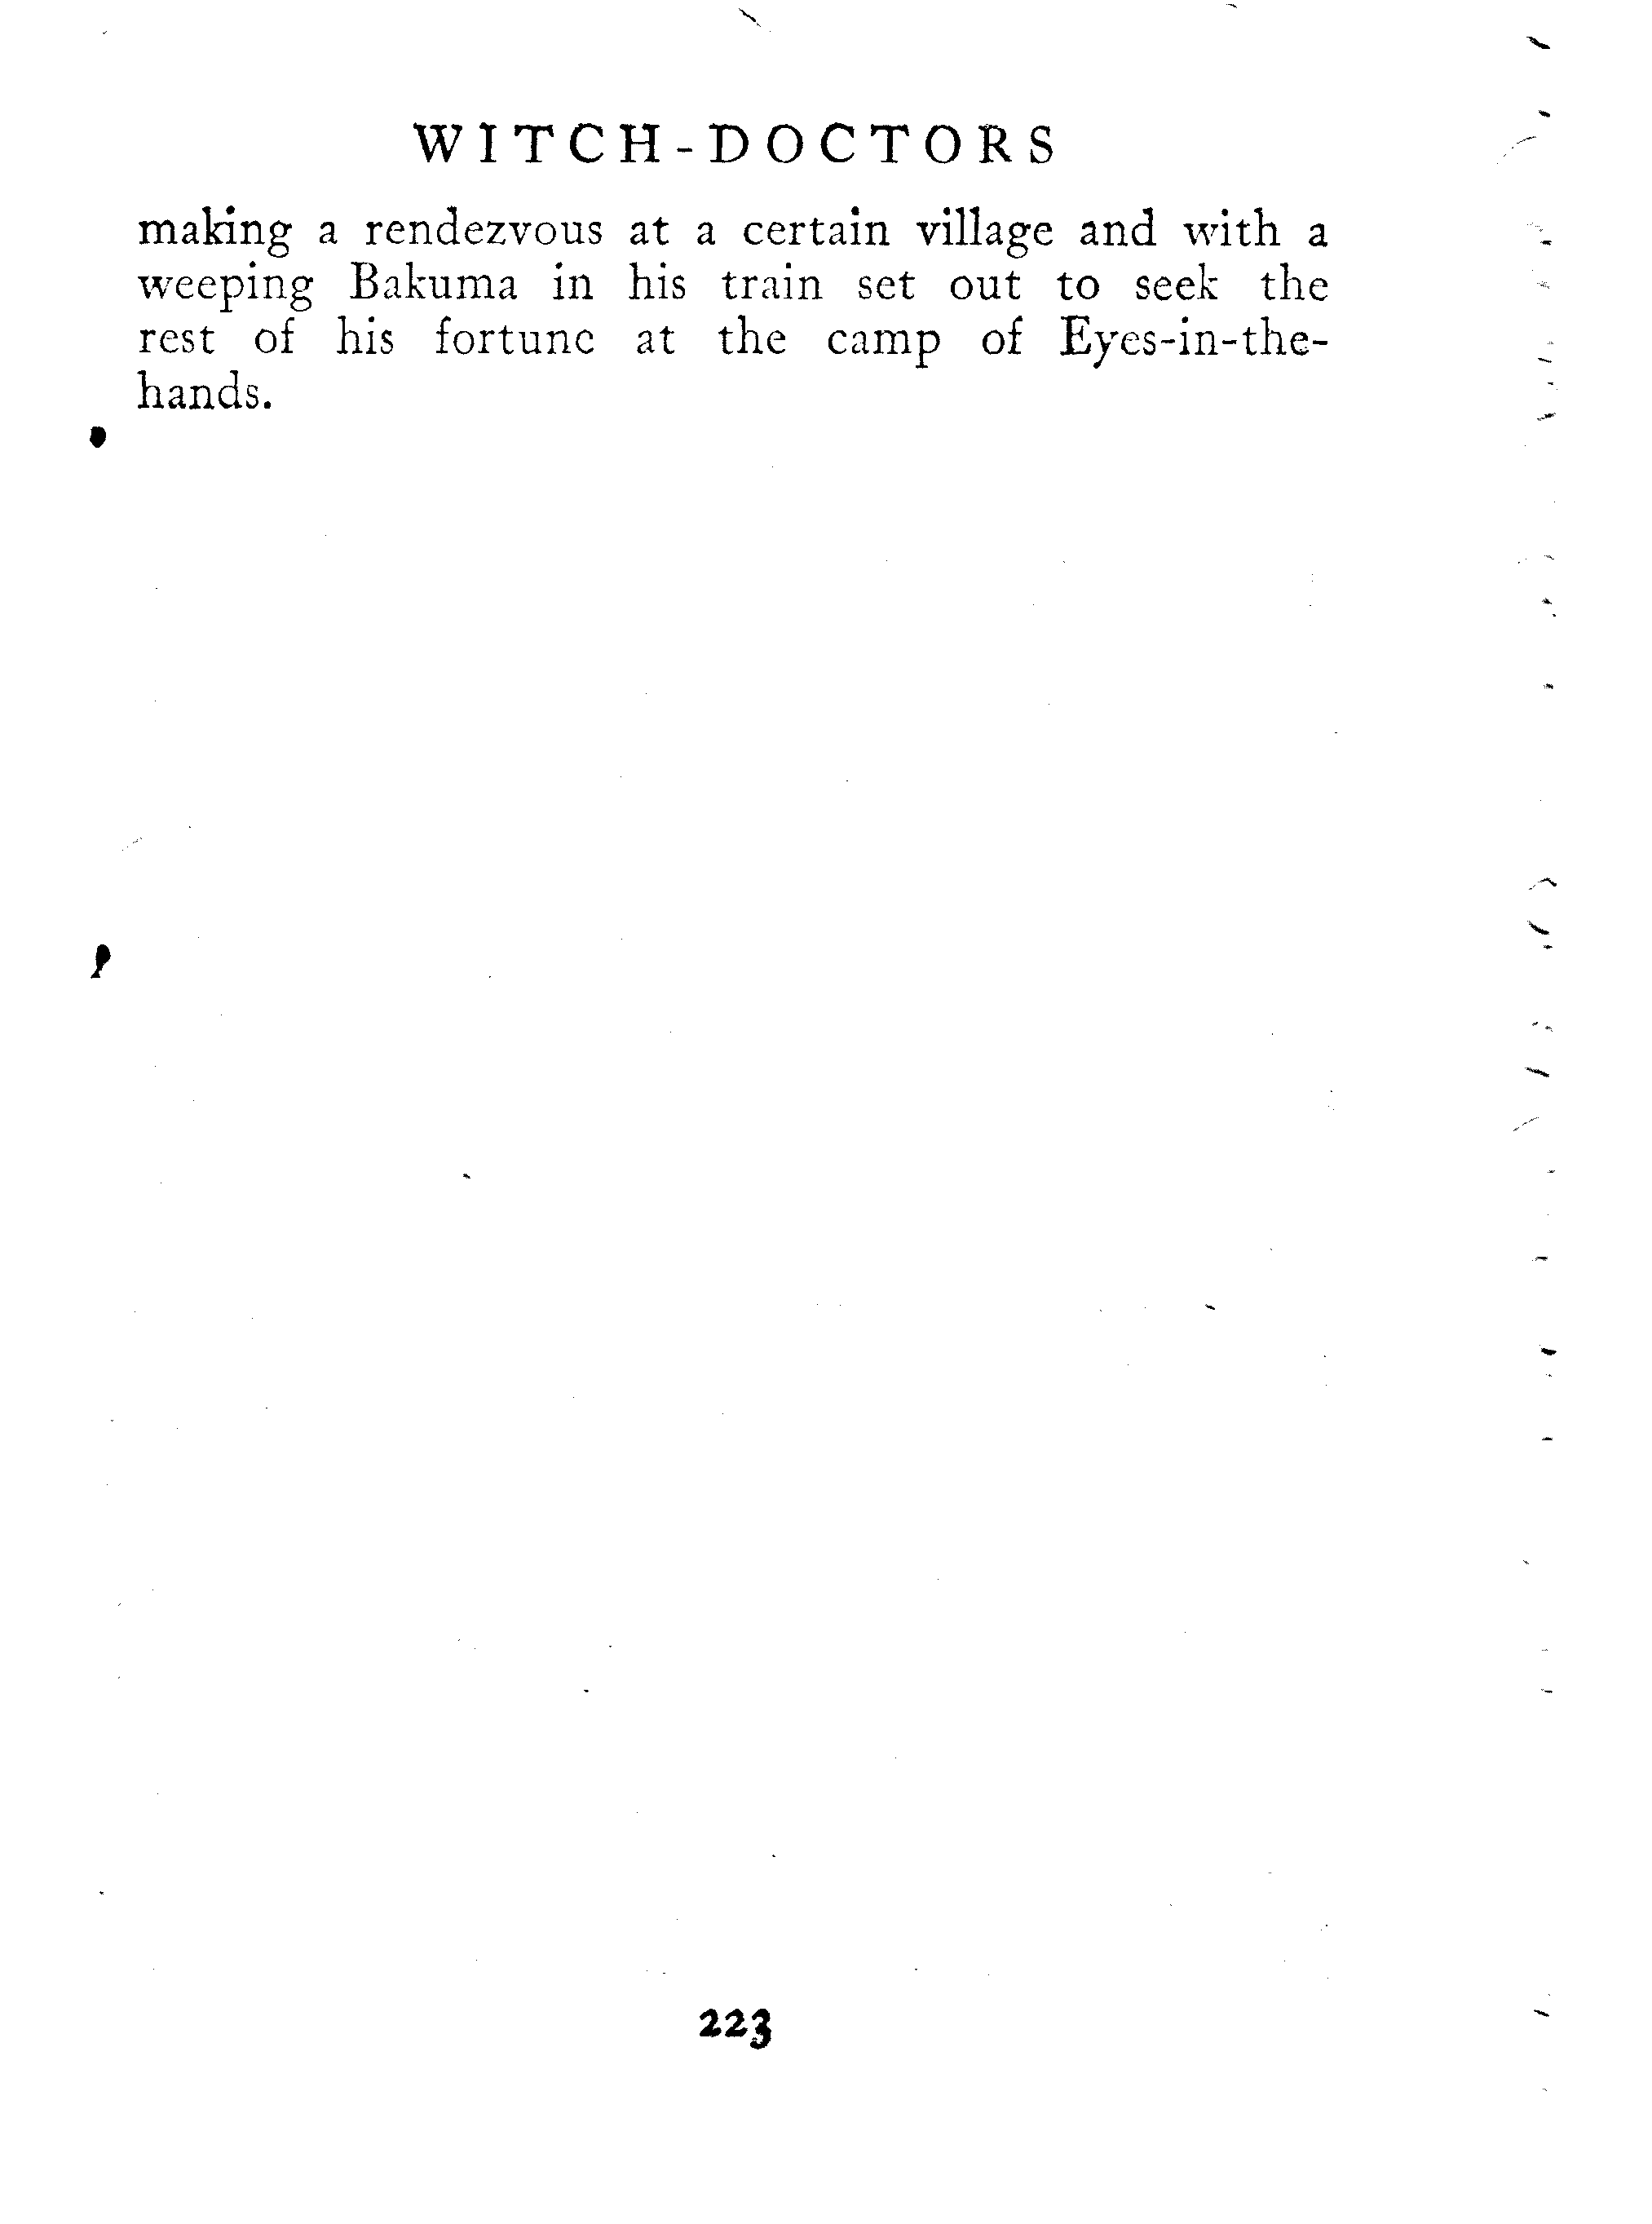 WITCH-DOCTORS
making a rendezvous at a certain village and with a
weeping Bakuma in his train set out to seek the
rest of his fortune at the camp of Eyes-in-the-
hands.
223